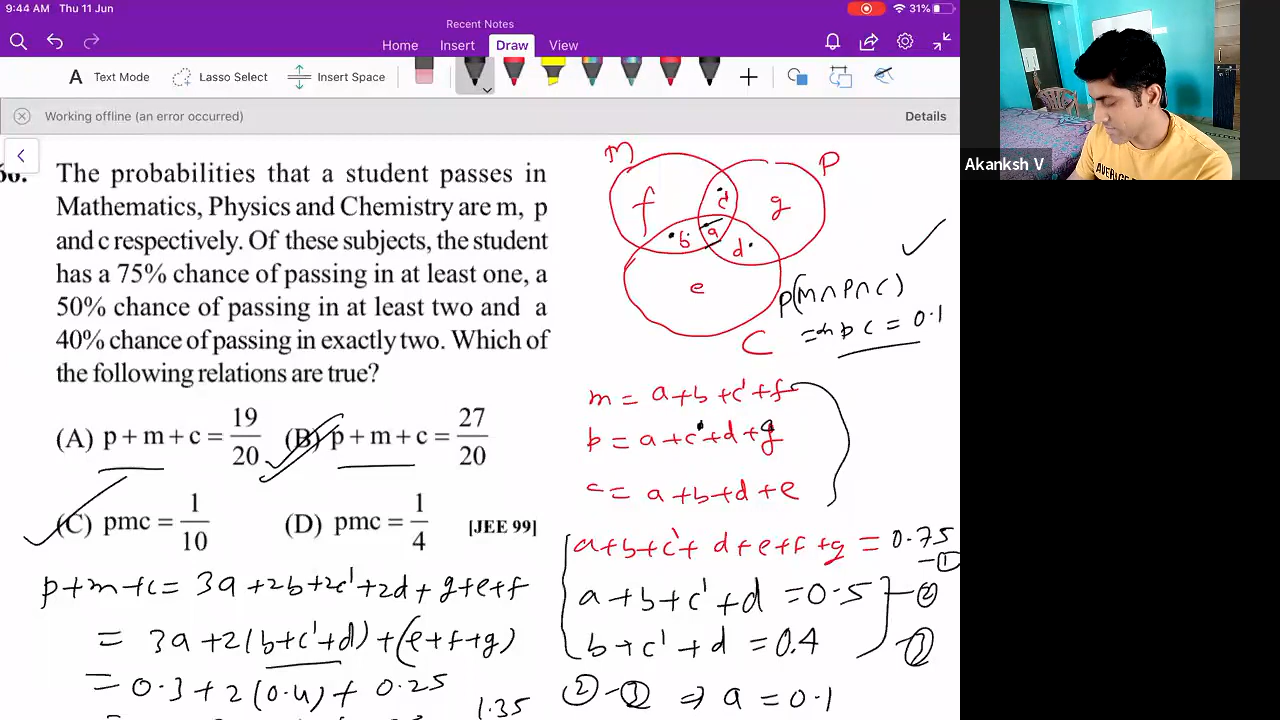 9:44 AM Thu 11 Jun
31%
Recent Notes
Home Insert Draw View
Text Mode Lasso Select Insert Space
Working offline (an error occurred)
Details
The probabilities that a student passes in
Mathematics, Physics and Chemistry are m, p
and c respectively. Of these subjects, the student
has a 75% chance of passing in at least one, a
50% chance of passing in at least two and a
40% chance of passing in exactly two. Which of
the following relations are true?
(A) p + m + c = 19/20 (B) p + m + c = 27/20
(C) pmc = 1/10 (D) pmc = 1/4 [JEE 99]
p+m+c = 3a+2b+2c'+2d+g+e+f
= 3a+2(b+c'+d)+(e+f+g)
= 0.3+2(0.4)+0.25
1.35
M P
f c' g
b a d
e
C
P(M∩P∩C)
= m p c = 0.1
m = a+b+c'+f
p = a+c'+d+g
c = a+b+d+e
a+b+c'+d+e+f+g = 0.75 -①
a+b+c'+d = 0.5 -②
b+c'+d = 0.4
⇒ a = 0.1
Akanksh V